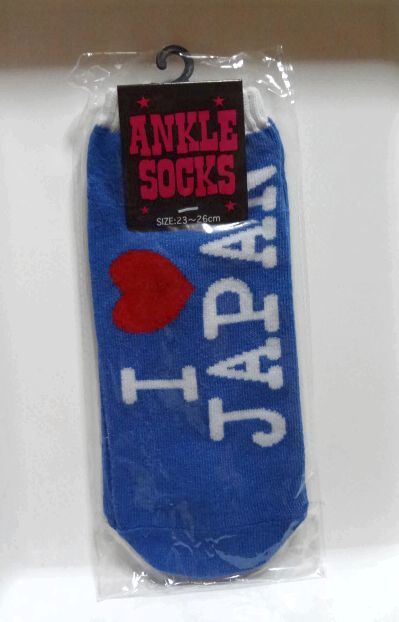 ANKLE
SOCKS
SIZE:23~26cm
I ❤
JAPAN